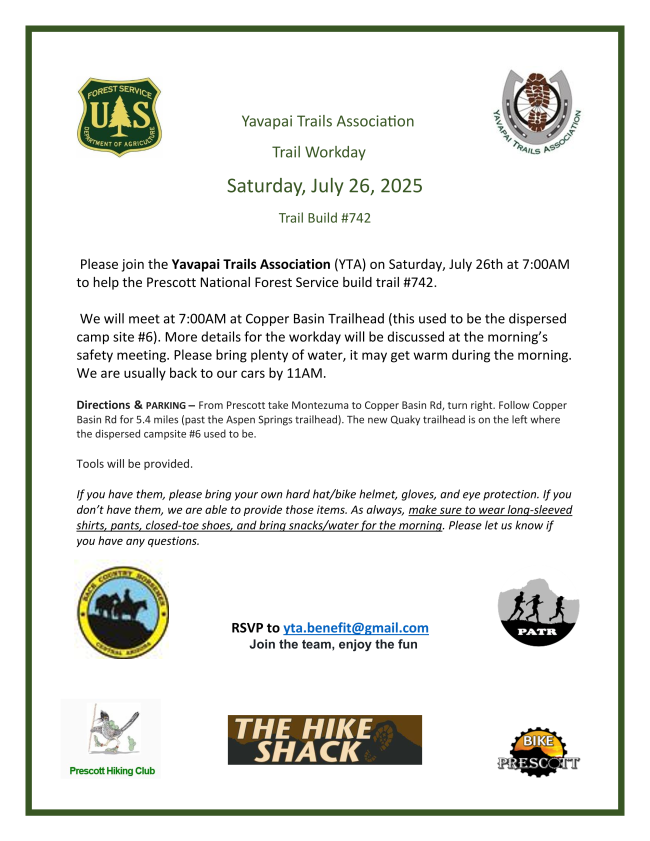 FOREST SERVICE
U S
DEPARTMENT OF AGRICULTURE
YAVAPAI TRAILS ASSOCIATION
Yavapai Trails Association
Trail Workday
Saturday, July 26, 2025
Trail Build #742
Please join the Yavapai Trails Association (YTA) on Saturday, July 26th at 7:00AM
to help the Prescott National Forest Service build trail #742.
We will meet at 7:00AM at Copper Basin Trailhead (this used to be the dispersed
camp site #6). More details for the workday will be discussed at the morning’s
safety meeting. Please bring plenty of water, it may get warm during the morning.
We are usually back to our cars by 11AM.
Directions & PARKING – From Prescott take Montezuma to Copper Basin Rd, turn right. Follow Copper
Basin Rd for 5.4 miles (past the Aspen Springs trailhead). The new Quaky trailhead is on the left where
the dispersed campsite #6 used to be.
Tools will be provided.
If you have them, please bring your own hard hat/bike helmet, gloves, and eye protection. If you
don’t have them, we are able to provide those items. As always, make sure to wear long-sleeved
shirts, pants, closed-toe shoes, and bring snacks/water for the morning. Please let us know if
you have any questions.
BACK COUNTRY HORSEMEN
CENTRAL ARIZONA
RSVP to yta.benefit@gmail.com
Join the team, enjoy the fun
PATR
Prescott Hiking Club
THE HIKE
SHACK
BIKE
PRESCOTT